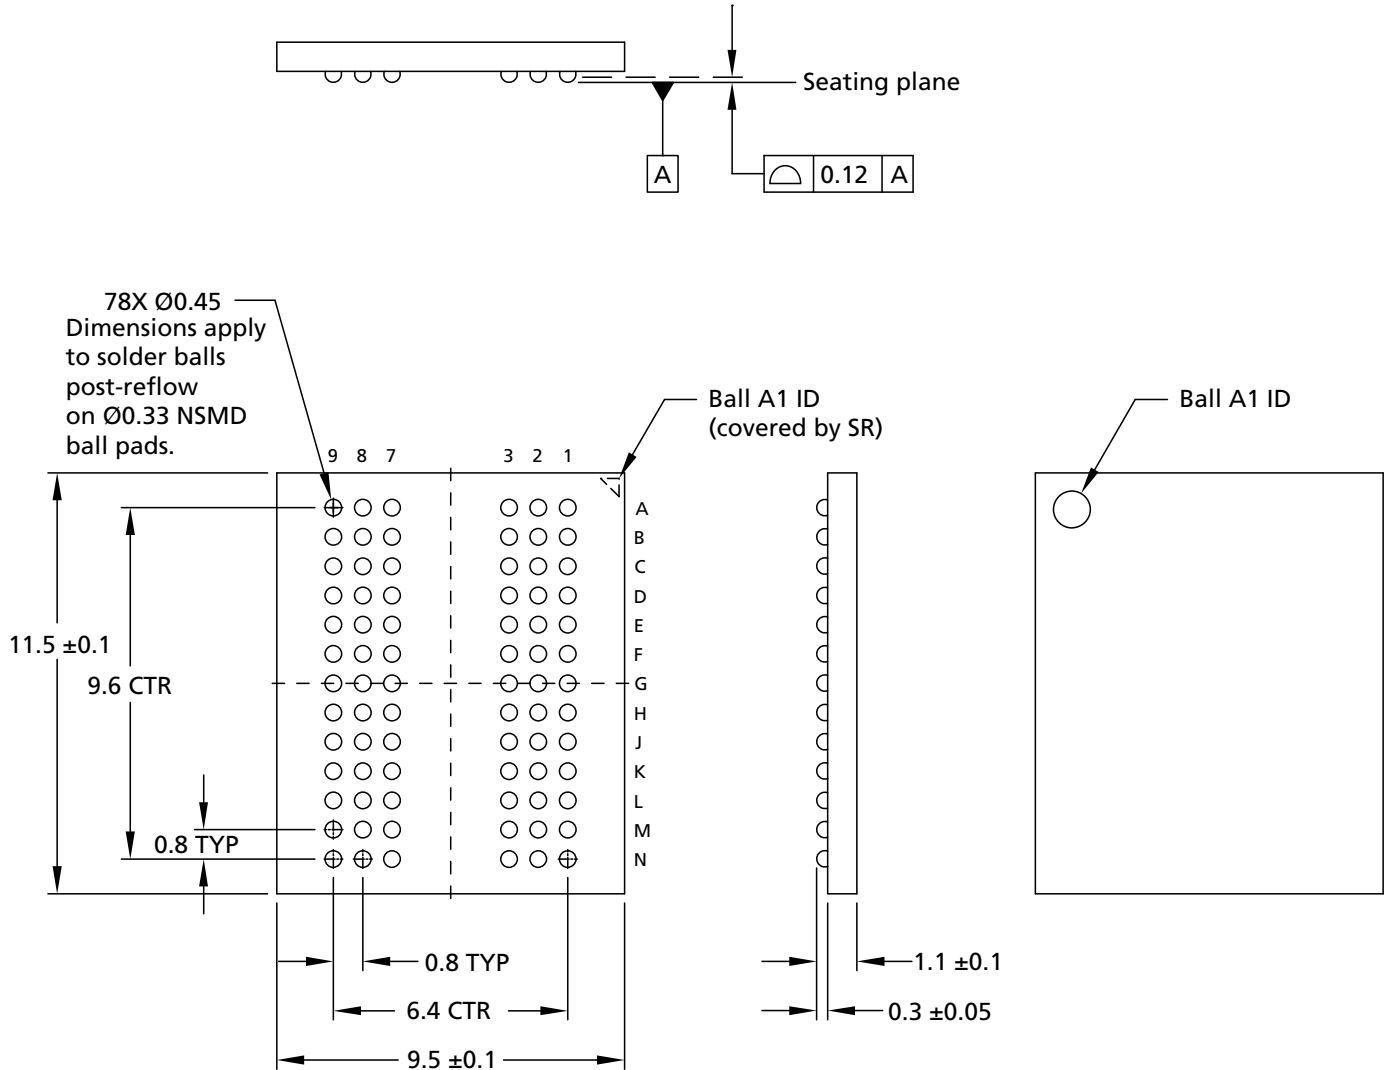 Seating plane
A
0.12 A
78X Ø0.45
Dimensions apply
to solder balls
post-reflow
on Ø0.33 NSMD
ball pads.
Ball A1 ID
(covered by SR)
Ball A1 ID
9 8 7 3 2 1
A
B
C
D
E
F
G
H
J
K
L
M
N
11.5 ±0.1
9.6 CTR
0.8 TYP
0.8 TYP
6.4 CTR
9.5 ±0.1
1.1 ±0.1
0.3 ±0.05